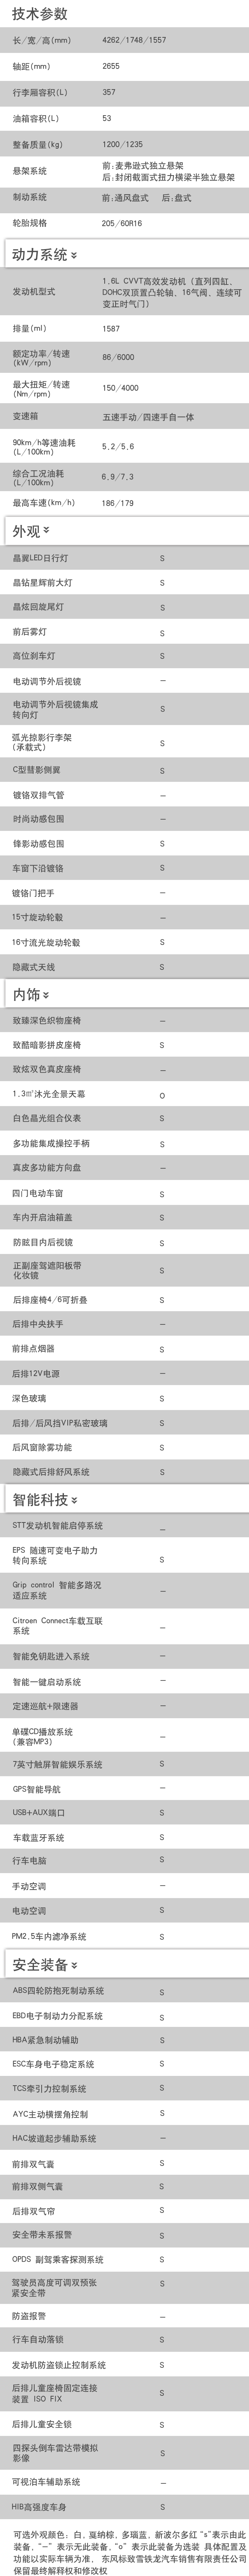 技术参数
长/宽/高(mm) 4262/1748/1557
轴距(mm) 2655
行李厢容积(L) 357
油箱容积(L) 53
整备质量(kg) 1200/1235
悬架系统 前:麦弗逊式独立悬架
后:封闭截面式扭力横梁半独立悬架
制动系统 前:通风盘式 后:盘式
轮胎规格 205/60R16
动力系统
发动机型式 1.6L CVVT高效发动机（直列四缸,
DOHC双顶置凸轮轴, 16气阀, 连续可
变正时气门）
排量(ml) 1587
额定功率/转速
(kW/rpm) 86/6000
最大扭矩/转速
(Nm/rpm) 150/4000
变速箱 五速手动/四速手自一体
90km/h等速油耗
(L/100km) 5.2/5.6
综合工况油耗
(L/100km) 6.9/7.3
最高车速(km/h) 186/179
外观
晶翼LED日行灯 S
晶钻星辉前大灯 S
晶炫回旋尾灯 S
前后雾灯 S
高位刹车灯 S
电动调节外后视镜 —
电动调节外后视镜集成
转向灯 S
弧光掠影行李架
（承载式） S
C型彗影侧翼 S
镀铬双排气管 —
时尚动感包围 —
锋影动感包围 S
车窗下沿镀铬 S
镀铬门把手 —
15寸旋动轮毂 —
16寸流光旋动轮毂 S
隐藏式天线 S
内饰
致臻深色织物座椅 —
致酷暗影拼皮座椅 S
致炫双色真皮座椅 —
1.3㎡沐光全景天幕 O
白色晶光组合仪表 S
多功能集成操控手柄 S
真皮多功能方向盘 —
四门电动车窗 S
车内开启油箱盖 S
防眩目内后视镜 S
正副座驾遮阳板带
化妆镜 S
后排座椅4/6可折叠 S
后排中央扶手 —
前排点烟器 S
后排12V电源 —
深色玻璃 S
后排/后风挡VIP私密玻璃 S
后风窗除雾功能 S
隐藏式后排舒风系统 S
智能科技
STT发动机智能启停系统 —
EPS 随速可变电子助力
转向系统 S
Grip control 智能多路况
适应系统 —
Citroen Connect车载互联
系统 —
智能免钥匙进入系统 —
智能一键启动系统 —
定速巡航+限速器 —
单碟CD播放系统
（兼容MP3） —
7英寸触屏智能娱乐系统 S
GPS智能导航 —
USB+AUX端口 S
车载蓝牙系统 S
行车电脑 S
手动空调 —
电动空调 S
PM2.5车内滤净系统 S
安全装备
ABS四轮防抱死制动系统 S
EBD电子制动力分配系统 S
HBA紧急制动辅助 S
ESC车身电子稳定系统 S
TCS牵引力控制系统 S
AYC主动横摆角控制 S
HAC坡道起步辅助系统 —
前排双气囊 S
前排双侧气囊 S
后排双气帘 S
安全带未系报警 S
OPDS 副驾乘客探测系统 S
驾驶员高度可调双预张
紧安全带 S
防盗报警 —
行车自动落锁 S
发动机防盗锁止控制系统 S
后排儿童座椅固定连接
装置 ISO FIX S
后排儿童安全锁 S
四探头倒车雷达带模拟
影像 S
可视泊车辅助系统 —
HIB高强度车身 S
可选外观颜色：白, 戛纳棕, 多瑙蓝, 新波尔多红 “s”表示由此
装备, “—” 表示无此装备, “o” 表示此装备为选装 具体配置及
功能以实际车辆为准, 东风标致雪铁龙汽车销售有限责任公司
保留最终解释权和修改权